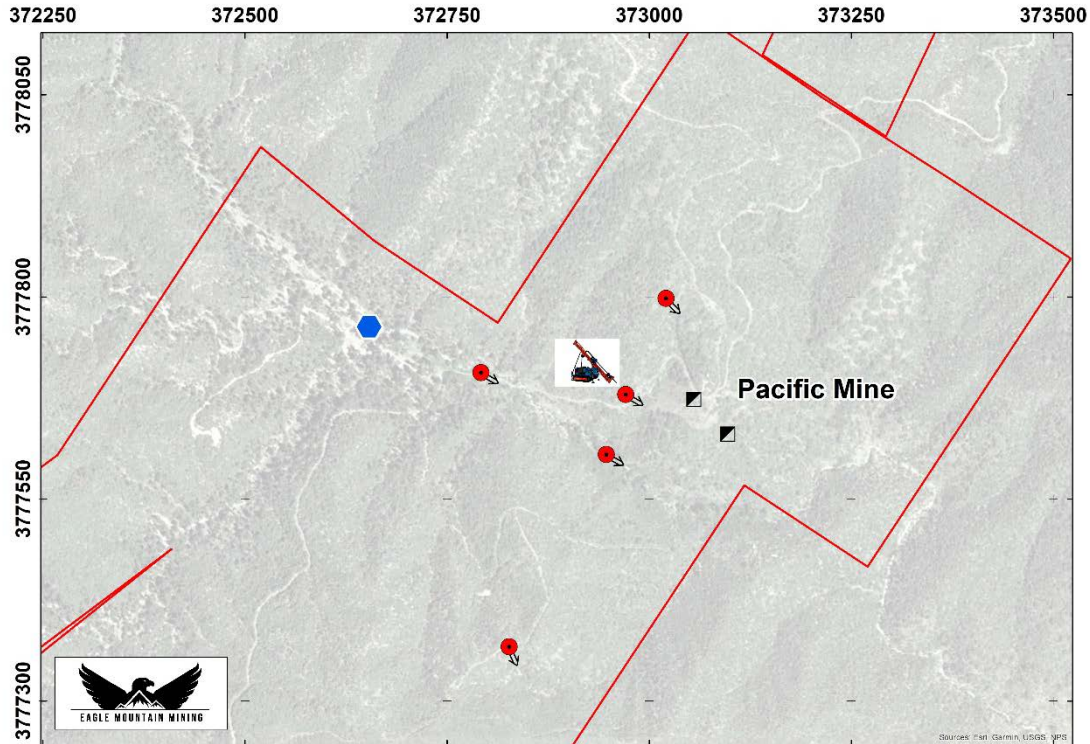 372250 372500 372750 373000 373250 373500
3778050
3777800
3777550
3777300
Pacific Mine
EAGLE MOUNTAIN MINING
Sources: Esri, Garmin, USGS, NPS